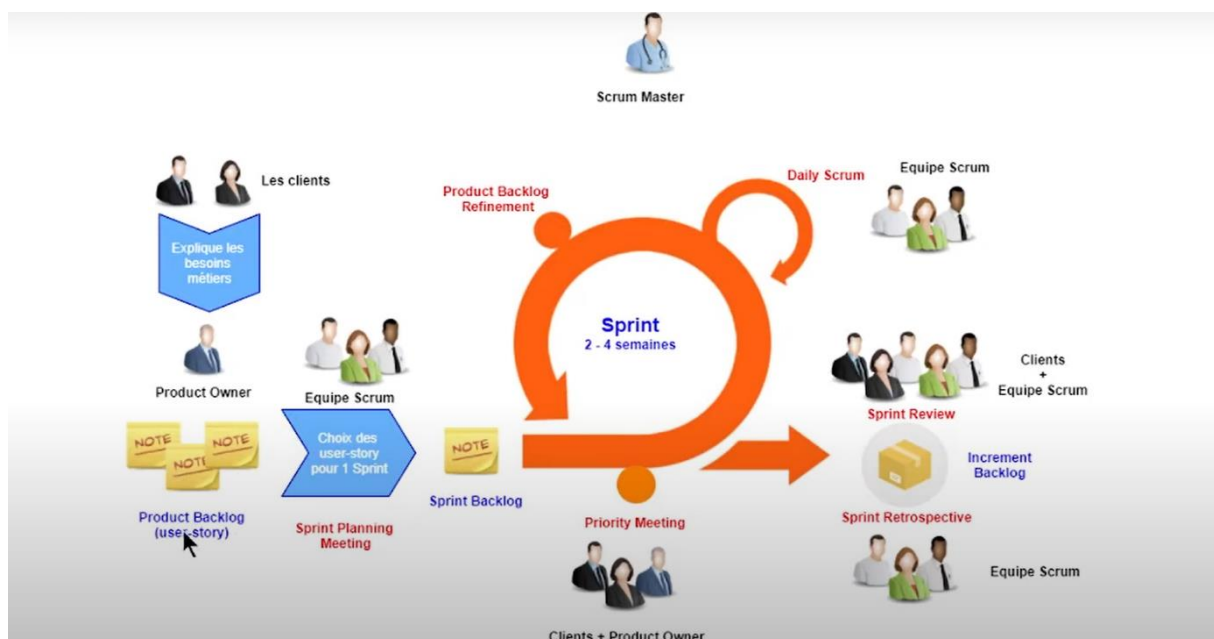 Scrum Master
Les clients
Explique les
besoins
métiers
Product Owner
Equipe Scrum
NOTE
NOTE
NOTE
Product Backlog
(user-story)
Choix des
user-story
pour 1 Sprint
Sprint Planning
Meeting
NOTE
Sprint Backlog
Product Backlog
Refinement
Sprint
2 - 4 semaines
Daily Scrum
Equipe Scrum
Priority Meeting
Clients + Product Owner
Clients
+
Equipe Scrum
Sprint Review
Increment
Backlog
Sprint Retrospective
Equipe Scrum